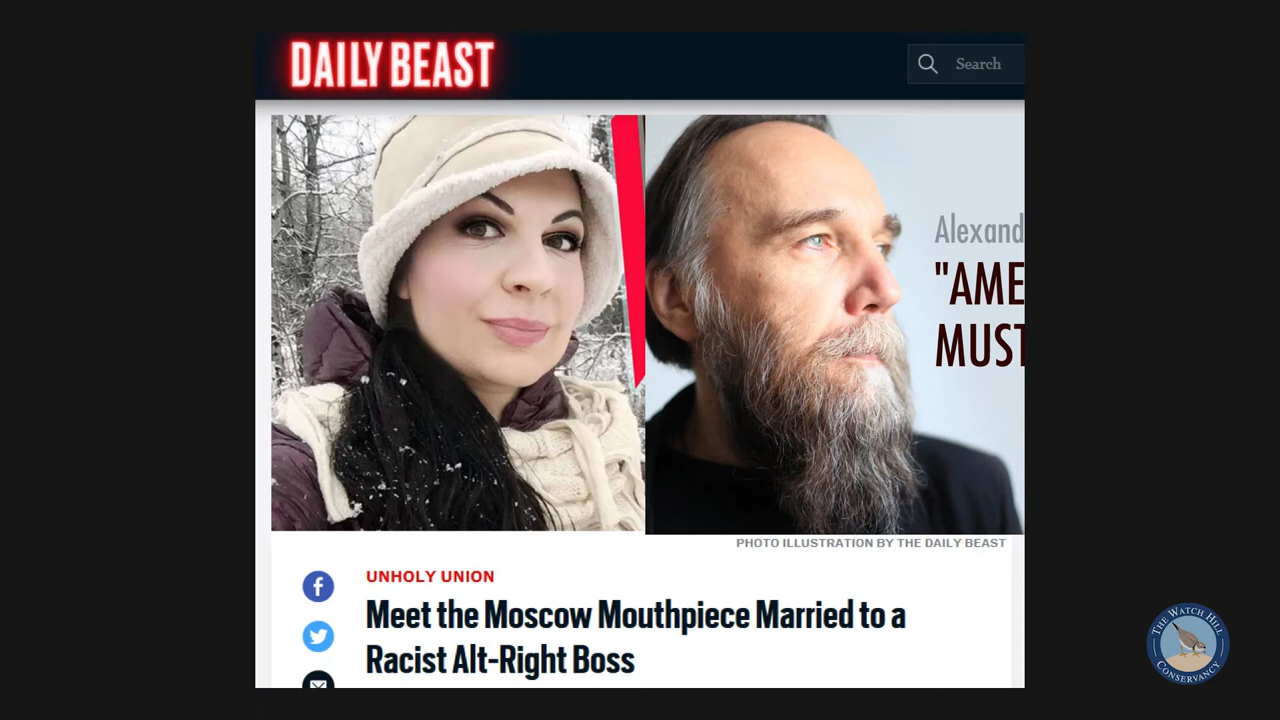 DAILY BEAST
Search
Alexand
"AME
MUST
PHOTO ILLUSTRATION BY THE DAILY BEAST
UNHOLY UNION
Meet the Moscow Mouthpiece Married to a
Racist Alt-Right Boss
THE WATCH HILL
CONSERVANCY